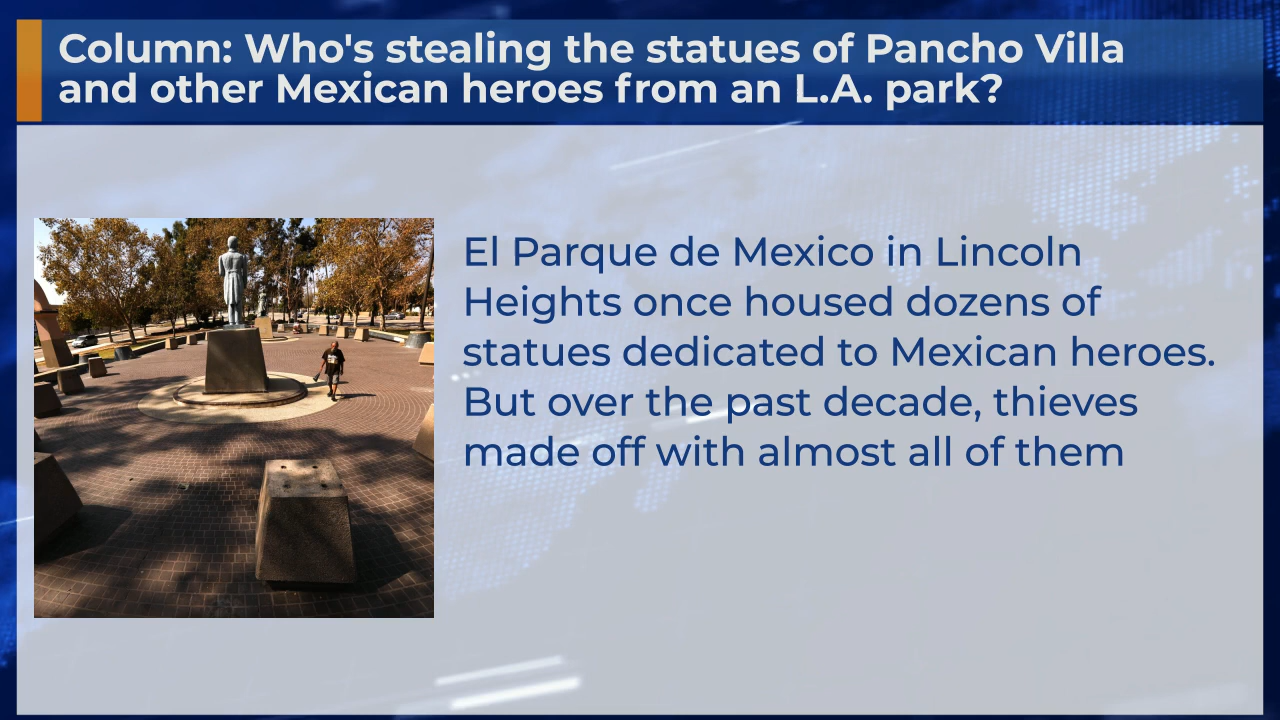 Column: Who's stealing the statues of Pancho Villa
and other Mexican heroes from an L.A. park?
El Parque de Mexico in Lincoln
Heights once housed dozens of
statues dedicated to Mexican heroes.
But over the past decade, thieves
made off with almost all of them